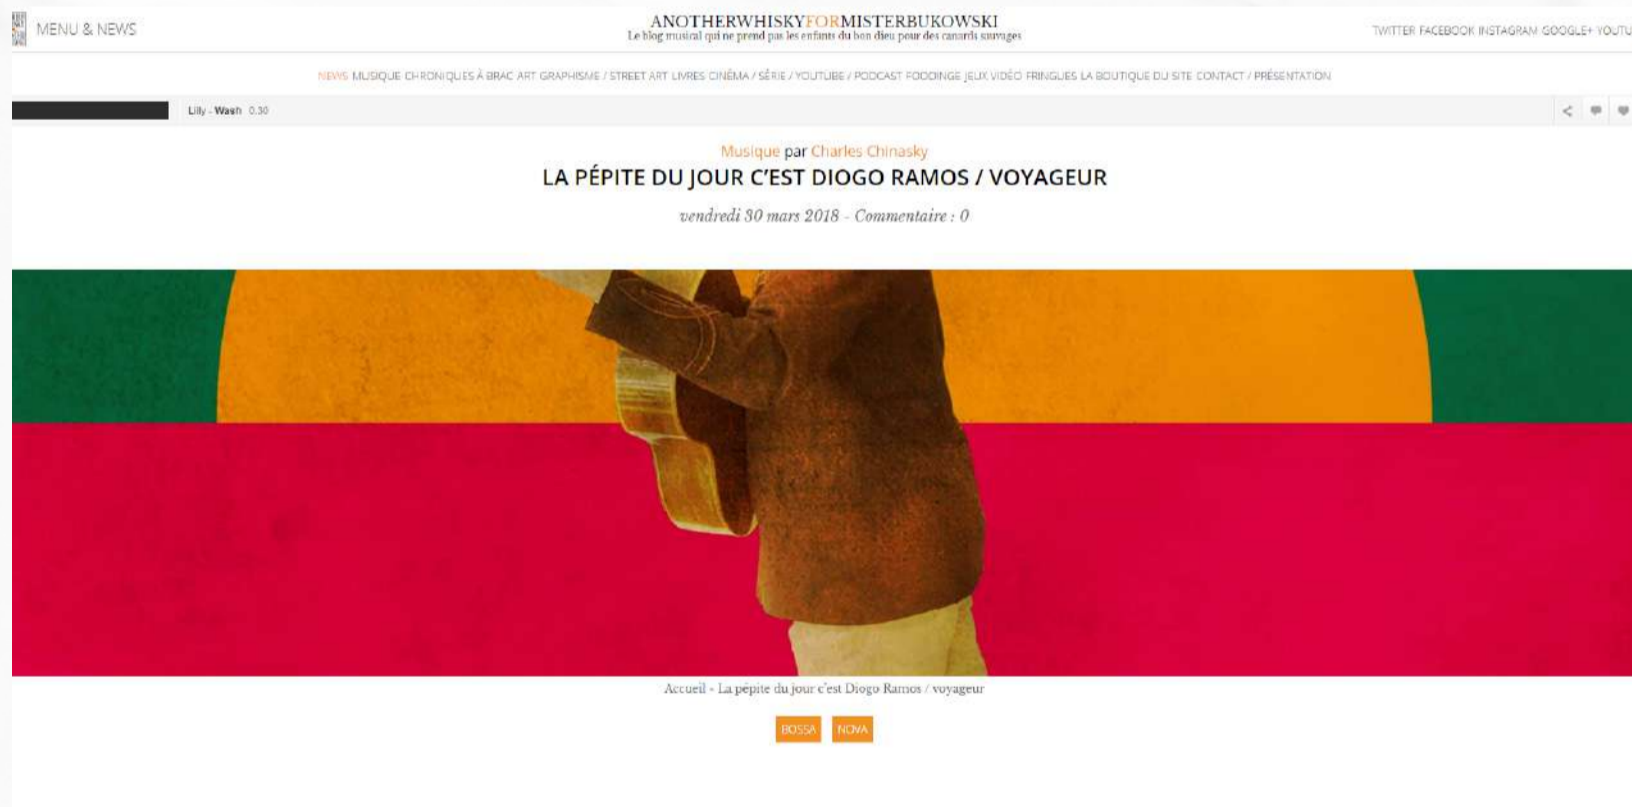 MENU & NEWS
ANOTHERWHISKYFORMISTERBUKOWSKI
Le blog musical qui ne prend pas les enfants du bon dieu pour des canards sauvages
TWITTER FACEBOOK INSTAGRAM GOOGLE+ YOUTU
NEWS MUSIQUE CHRONIQUES À BRAC ART GRAPHISME / STREET ART LIVRES CINÉMA / SÉRIE / YOUTUBE / PODCAST FOODINGE JEUX VIDÉO FRINGUES LA BOUTIQUE DU SITE CONTACT / PRÉSENTATION
Lilly - Wash 0.30
Musique par Charles Chinasky
LA PÉPITE DU JOUR C'EST DIOGO RAMOS / VOYAGEUR
vendredi 30 mars 2018 - Commentaire : 0
Accueil » La pépite du jour c'est Diogo Ramos / voyageur
BOSSA NOVA